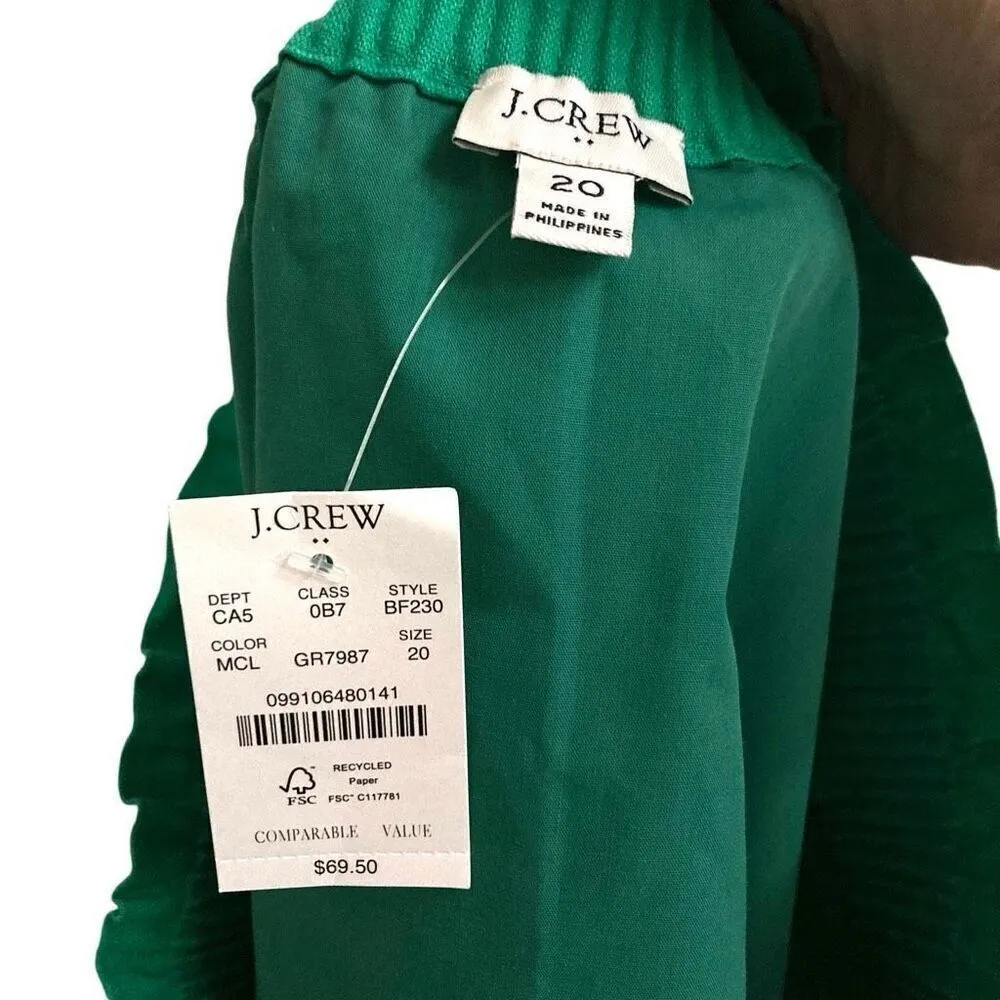 J.CREW
20
MADE IN
PHILIPPINES
J.CREW
DEPT CLASS STYLE
CA5 0B7 BF230
COLOR SIZE
MCL GR7987 20
099106480141
RECYCLED
Paper
FSC™ C117781
FSC
COMPARABLE VALUE
$69.50